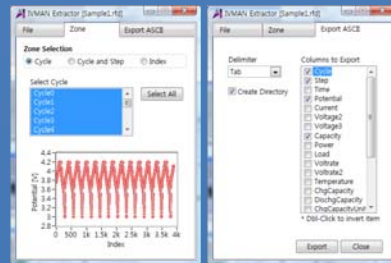 IVMAN Extractor [Sample1.rfd]
File
Zone
Export ASCII
Zone Selection
Cycle
Cycle and Step
Index
Select Cycle
Cycle0
Cycle1
Cycle2
Cycle3
Cycle4
Select All
Potential [V]
4.4
4.2
4
3.8
3.6
3.4
3.2
3
2.8
0 500 1k 1.5k 2k 2.5k 3k 3.5k 4k
Index
IVMAN Extractor [Sample1.rfd]
File
Zone
Export ASCII
Delimiter
Tab
Create Directory
Columns to Export
Cycle
Step
Time
Potential
Current
Voltage2
Voltage3
Capacity
Power
Load
Voltrate
Voltrate2
Temperature
ChgCapacity
DischgCapacity
ChgCapacityUnit
* Dbl-Click to invert item
Export
Close